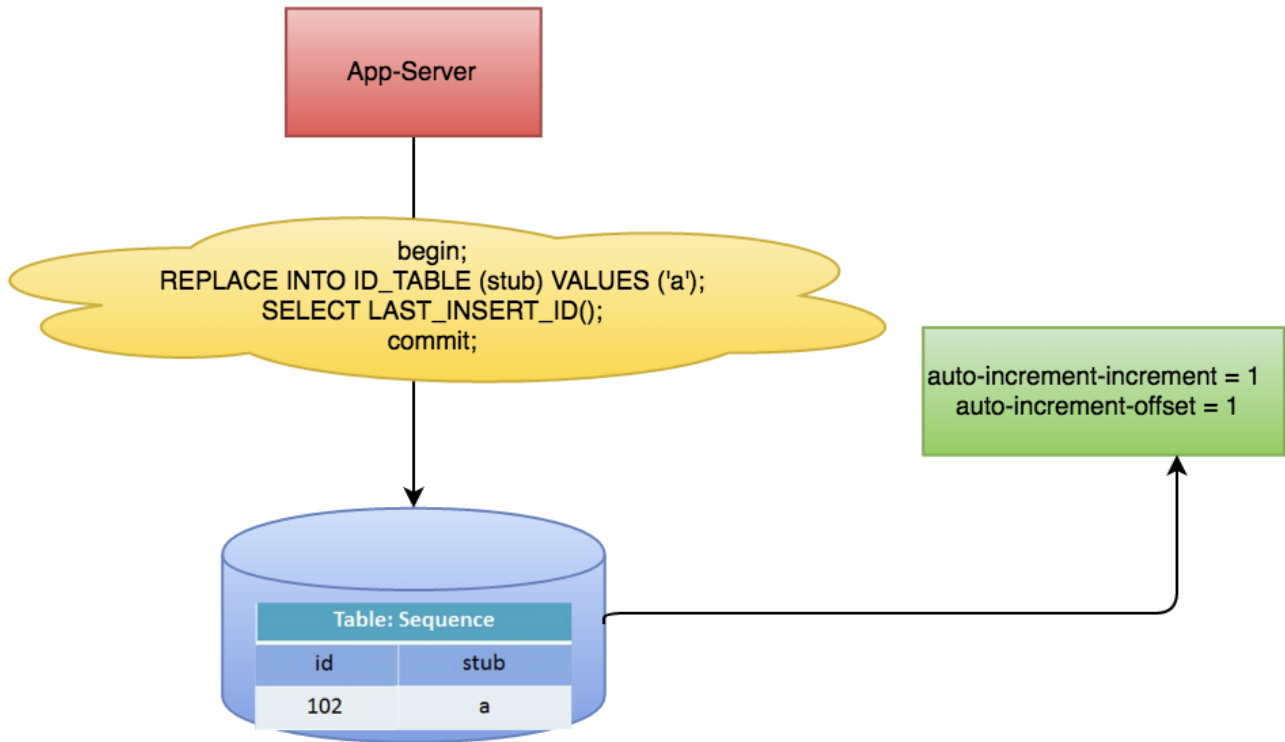 App-Server
begin;
REPLACE INTO ID_TABLE (stub) VALUES ('a');
SELECT LAST_INSERT_ID();
commit;
auto-increment-increment = 1
auto-increment-offset = 1
Table: Sequence
id stub
102 a